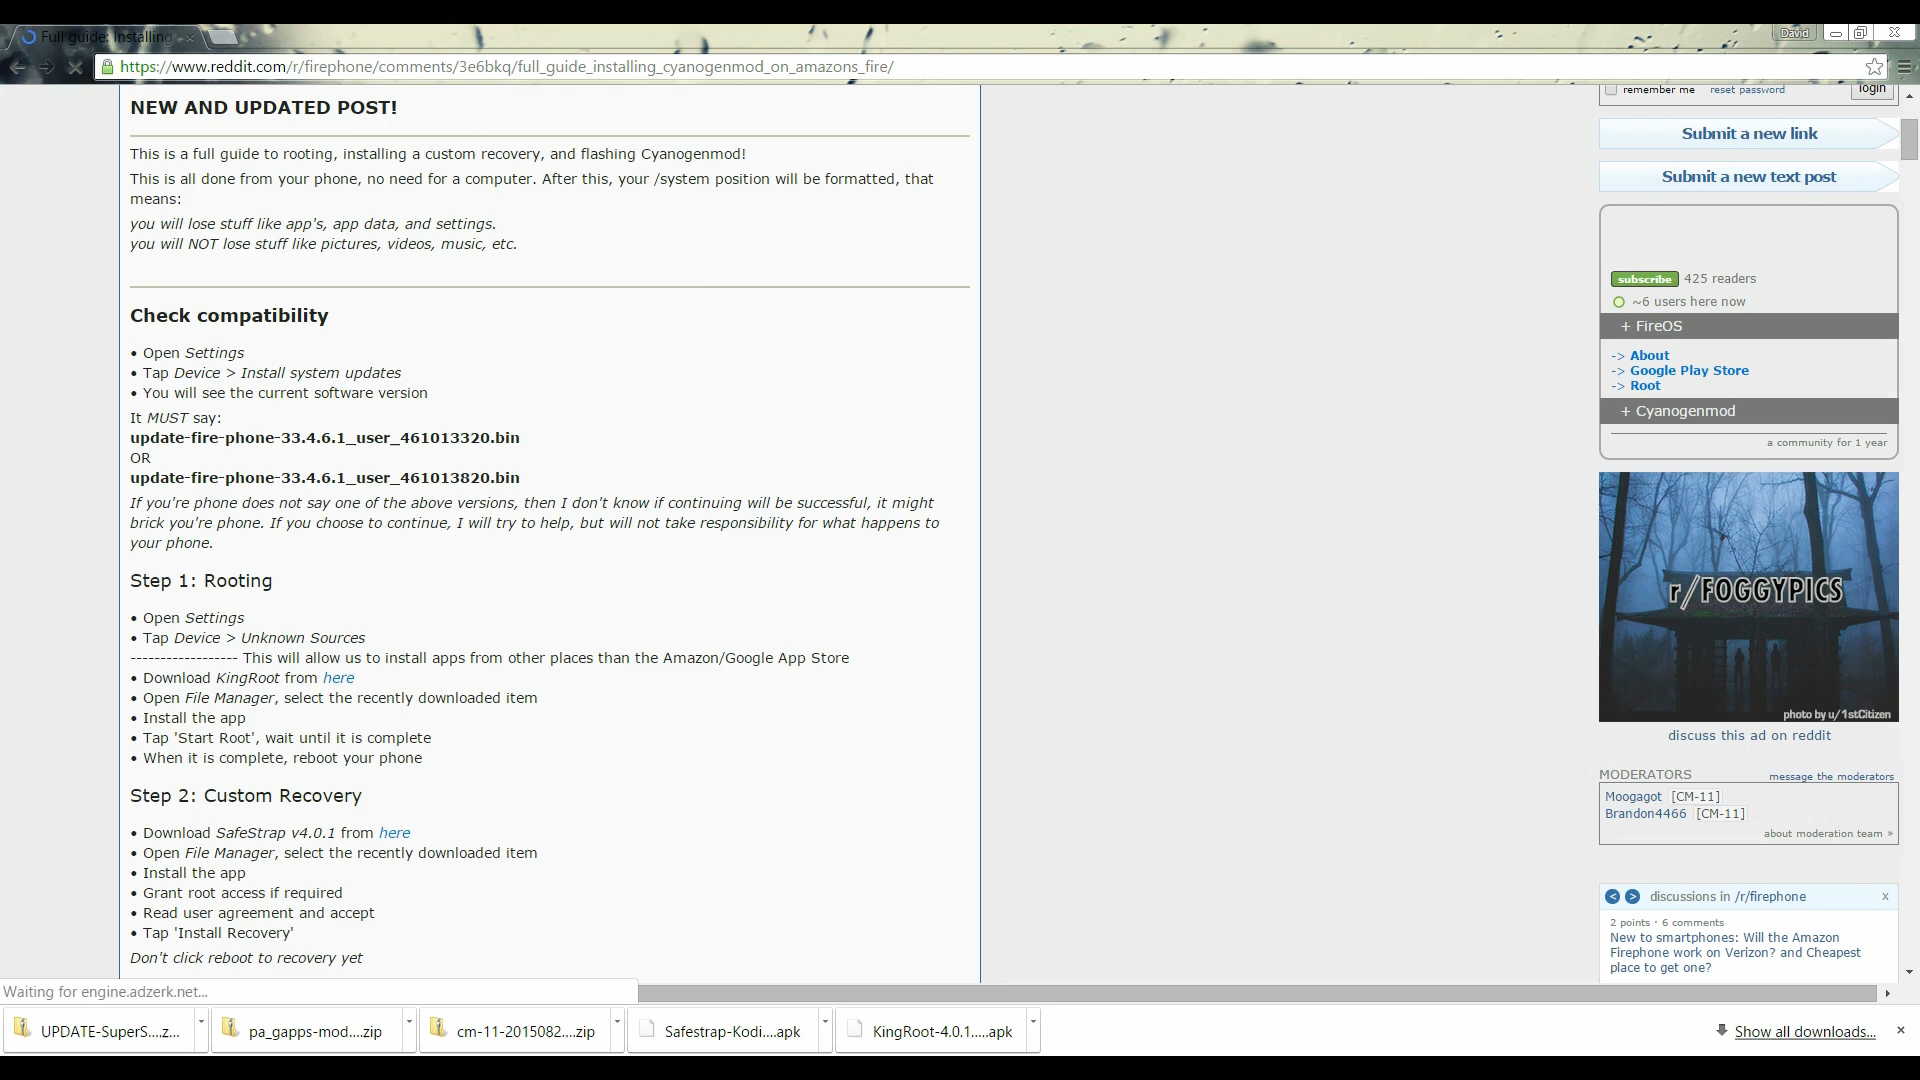 Full guide: Installing
David
https://www.reddit.com/r/firephone/comments/3e6bkq/full_guide_installing_cyanogenmod_on_amazons_fire/
NEW AND UPDATED POST!
This is a full guide to rooting, installing a custom recovery, and flashing Cyanogenmod!
This is all done from your phone, no need for a computer. After this, your /system position will be formatted, that
means:
you will lose stuff like app's, app data, and settings.
you will NOT lose stuff like pictures, videos, music, etc.
Check compatibility
• Open Settings
• Tap Device > Install system updates
• You will see the current software version
It MUST say:
update-fire-phone-33.4.6.1_user_461013320.bin
OR
update-fire-phone-33.4.6.1_user_461013820.bin
If you're phone does not say one of the above versions, then I don't know if continuing will be successful, it might
brick you're phone. If you choose to continue, I will try to help, but will not take responsibility for what happens to
your phone.
Step 1: Rooting
• Open Settings
• Tap Device > Unknown Sources
------------------ This will allow us to install apps from other places than the Amazon/Google App Store
• Download KingRoot from here
• Open File Manager, select the recently downloaded item
• Install the app
• Tap 'Start Root', wait until it is complete
• When it is complete, reboot your phone
Step 2: Custom Recovery
• Download SafeStrap v4.0.1 from here
• Open File Manager, select the recently downloaded item
• Install the app
• Grant root access if required
• Read user agreement and accept
• Tap 'Install Recovery'
Don't click reboot to recovery yet
remember me reset password login
Submit a new link
Submit a new text post
subscribe 425 readers
~6 users here now
+ FireOS
-> About
-> Google Play Store
-> Root
+ Cyanogenmod
a community for 1 year
r/FOGGYPICS
photo by u/1stCitizen
discuss this ad on reddit
MODERATORS message the moderators
Moogagot [CM-11]
Brandon4466 [CM-11]
about moderation team »
< > discussions in /r/firephone x
2 points · 6 comments
New to smartphones: Will the Amazon
Firephone work on Verizon? and Cheapest
place to get one?
Waiting for engine.adzerk.net...
UPDATE-SuperS....z... pa_gapps-mod....zip cm-11-2015082....zip Safestrap-Kodi....apk KingRoot-4.0.1.....apk Show all downloads...